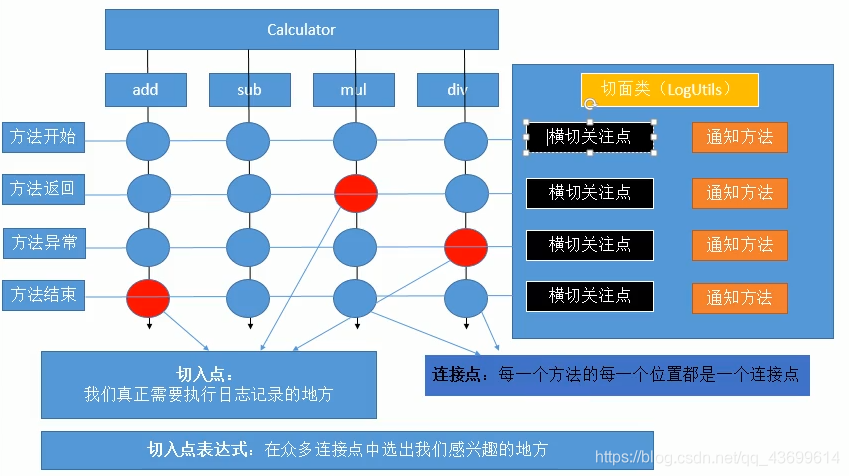 Calculator
add
sub
mul
div
切面类（LogUtils）
方法开始
横切关注点
通知方法
方法返回
横切关注点
通知方法
方法异常
横切关注点
通知方法
方法结束
横切关注点
通知方法
切入点：
我们真正需要执行日志记录的地方
连接点：每一个方法的每一个位置都是一个连接点
切入点表达式：在众多连接点中选出我们感兴趣的地方
https://blog.csdn.net/qq_43699614